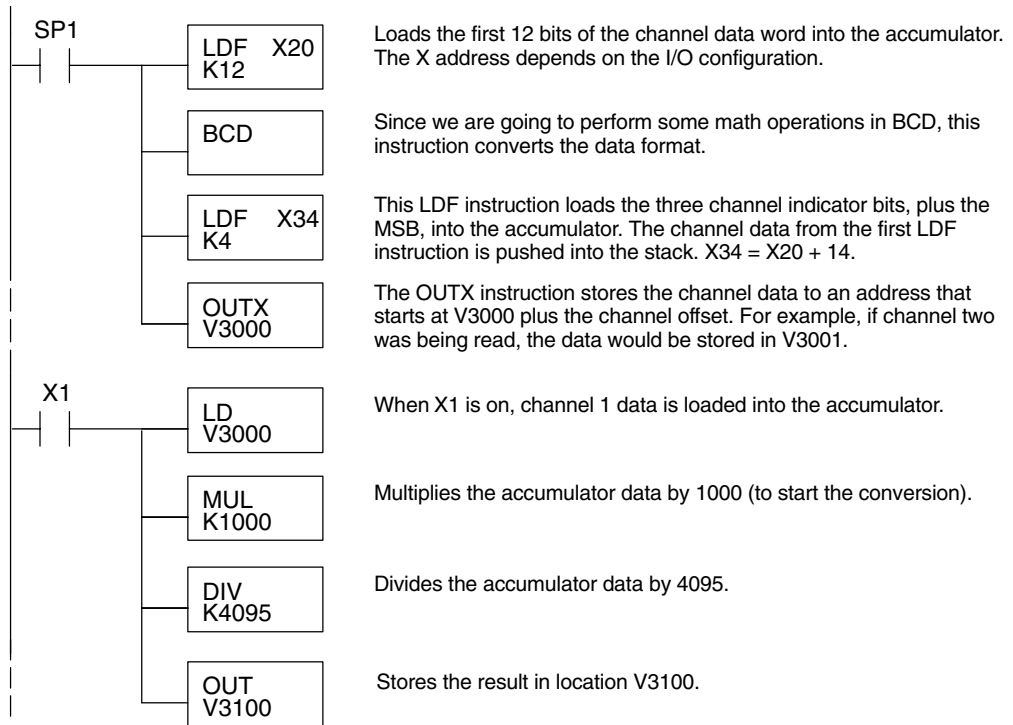 SP1
LDF X20
K12
Loads the first 12 bits of the channel data word into the accumulator.
The X address depends on the I/O configuration.
BCD
Since we are going to perform some math operations in BCD, this
instruction converts the data format.
LDF X34
K4
This LDF instruction loads the three channel indicator bits, plus the
MSB, into the accumulator. The channel data from the first LDF
instruction is pushed into the stack. X34 = X20 + 14.
OUTX
V3000
The OUTX instruction stores the channel data to an address that
starts at V3000 plus the channel offset. For example, if channel two
was being read, the data would be stored in V3001.
X1
LD
V3000
When X1 is on, channel 1 data is loaded into the accumulator.
MUL
K1000
Multiplies the accumulator data by 1000 (to start the conversion).
DIV
K4095
Divides the accumulator data by 4095.
OUT
V3100
Stores the result in location V3100.